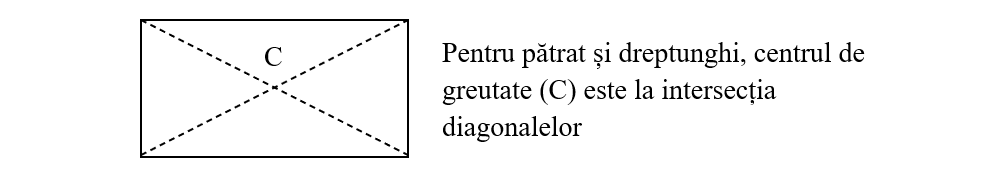 C
Pentru pătrat și dreptunghi, centrul de
greutate (C) este la intersecția
diagonalelor